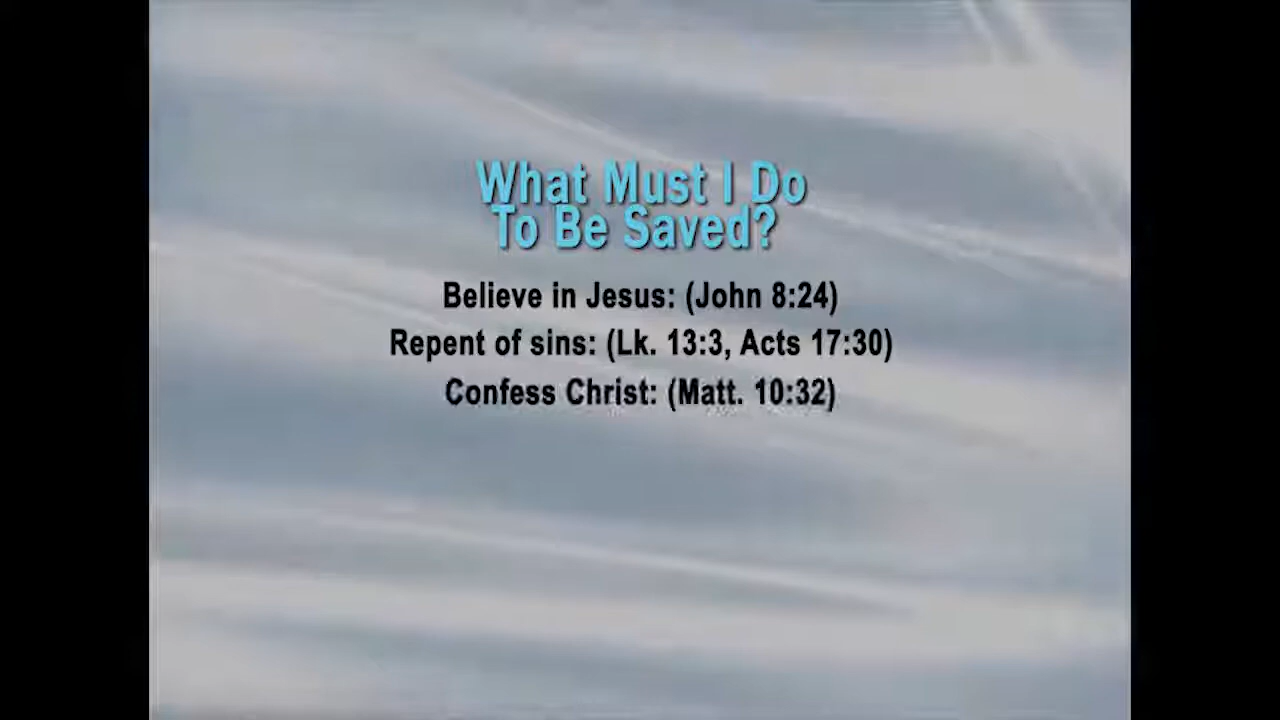 What Must I Do
To Be Saved?
Believe in Jesus: (John 8:24)
Repent of sins: (Lk. 13:3, Acts 17:30)
Confess Christ: (Matt. 10:32)